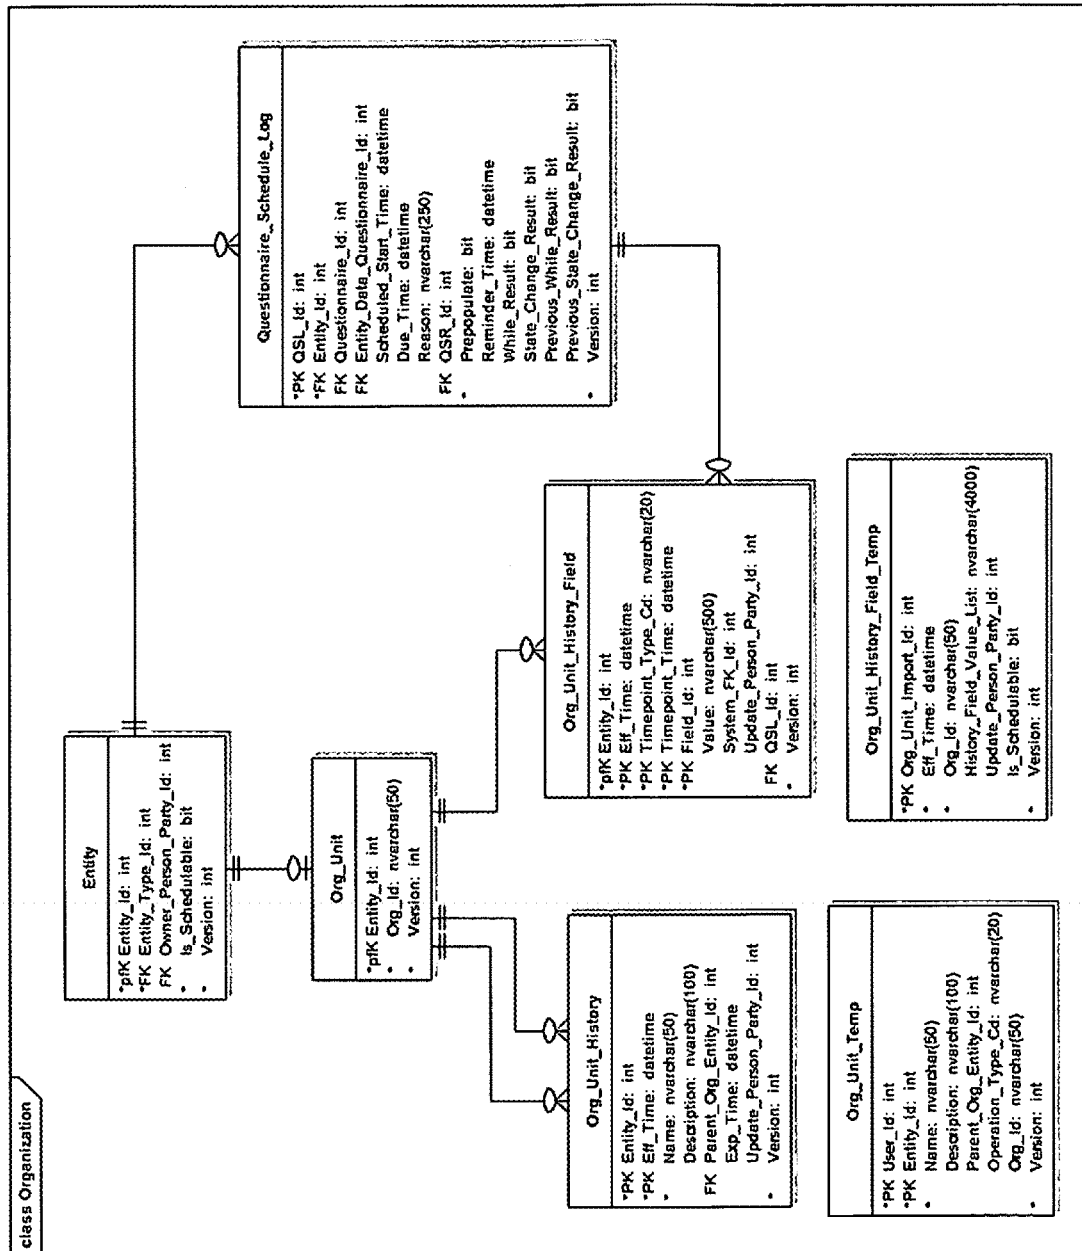 class Organization
Entity
*pfK Entity_Id: int
*FK Entity_Type_Id: int
FK Owner_Person_Party_Id: int
* Is_Schedulable: bit
* Version: int
Questionnaire_Schedule_Log
*PK QSL_Id: int
*FK Entity_Id: int
FK Questionnaire_Id: int
FK Entity_Data_Questionnaire_Id: int
Scheduled_Start_Time: datetime
Due_Time: datetime
Reason: nvarchar(250)
FK QSR_Id: int
* Prepopulate: bit
Reminder_Time: datetime
While_Result: bit
State_Change_Result: bit
Previous_While_Result: bit
Previous_State_Change_Result: bit
* Version: int
Org_Unit
*pfK Entity_Id: int
* Org_Id: nvarchar(50)
* Version: int
Org_Unit_History
*PK Entity_Id: int
*PK Eff_Time: datetime
* Name: nvarchar(50)
Description: nvarchar(100)
FK Parent_Org_Entity_Id: int
Exp_Time: datetime
Update_Person_Party_Id: int
* Version: int
Org_Unit_History_Field
*pfK Entity_Id: int
*PK Eff_Time: datetime
*PK Timepoint_Type_Cd: nvarchar(20)
*PK Timepoint_Time: datetime
*PK Field_Id: int
Value: nvarchar(500)
System_FK_Id: int
Update_Person_Party_Id: int
FK QSL_Id: int
* Version: int
Org_Unit_Temp
*PK User_Id: int
*PK Entity_Id: int
* Name: nvarchar(50)
Description: nvarchar(100)
Parent_Org_Entity_Id: int
Operation_Type_Cd: nvarchar(20)
Org_Id: nvarchar(50)
* Version: int
Org_Unit_History_Field_Temp
*PK Org_Unit_Import_Id: int
* Eff_Time: datetime
* Org_Id: nvarchar(50)
History_Field_Value_List: nvarchar(4000)
Update_Person_Party_Id: int
Is_Schedulable: bit
* Version: int